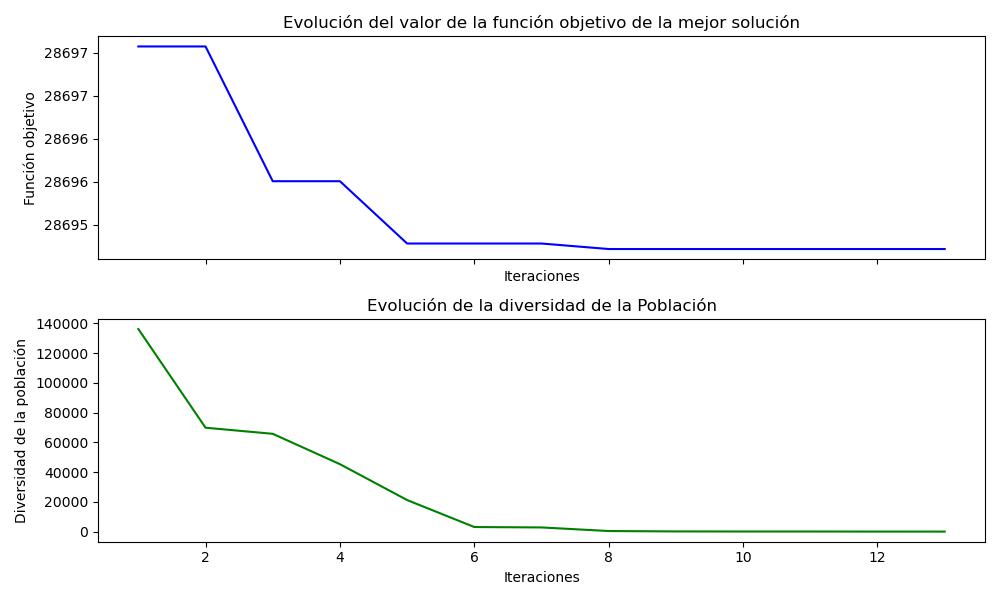 Evolución del valor de la función objetivo de la mejor solución
Función objetivo
28697
28697
28696
28696
28695
Iteraciones
Evolución de la diversidad de la Población
Diversidad de la población
140000
120000
100000
80000
60000
40000
20000
0
2 4 6 8 10 12
Iteraciones